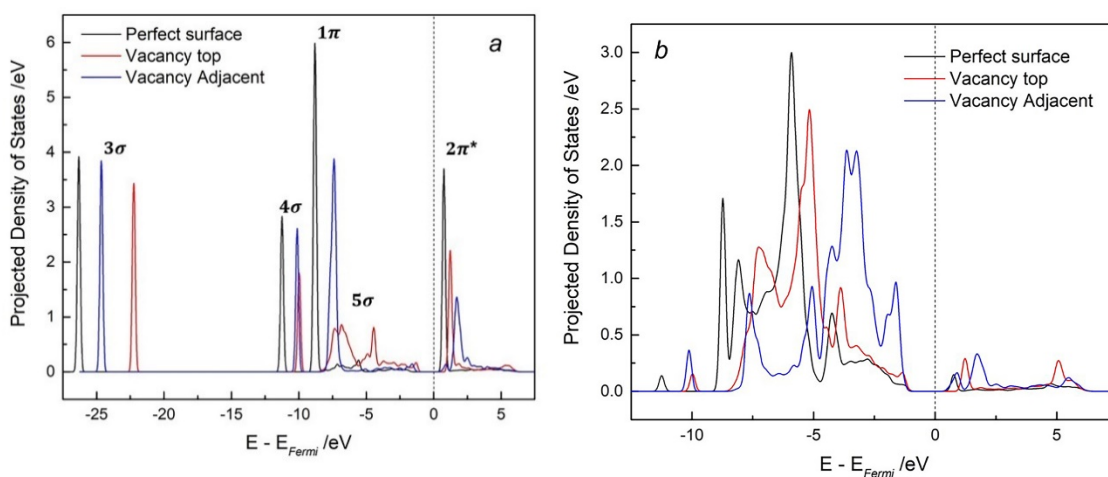 a
Perfect surface
Vacancy top
Vacancy Adjacent
1π
3σ
4σ
5σ
2π*
6
5
4
3
2
1
0
Projected Density of States /eV
-25 -20 -15 -10 -5 0 5
E - E_Fermi /eV
b
Perfect surface
Vacancy top
Vacancy Adjacent
3.0
2.5
2.0
1.5
1.0
0.5
0.0
Projected Density of States /eV
-10 -5 0 5
E - E_Fermi /eV